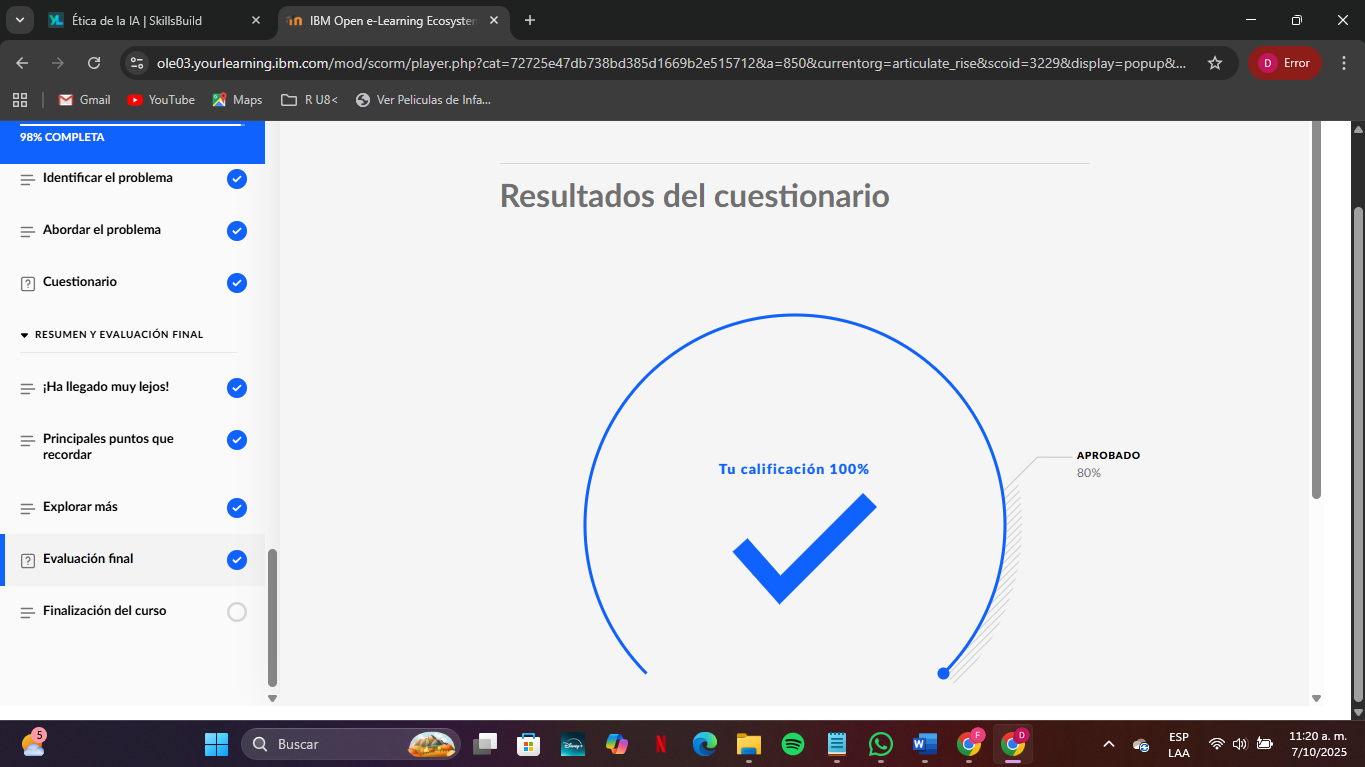 Ética de la IA | SkillsBuild
IBM Open e-Learning Ecosystem
ole03.yourlearning.ibm.com/mod/scorm/player.php?cat=72725e47db738bd385d1669b2e515712&a=850&currentorg=articulate_rise&scoid=3229&display=popup&...
D Error
Gmail
YouTube
Maps
R U8<
Ver Peliculas de Infa...
98% COMPLETA
Identificar el problema
Abordar el problema
Cuestionario
RESUMEN Y EVALUACIÓN FINAL
¡Ha llegado muy lejos!
Principales puntos que
recordar
Explorar más
Evaluación final
Finalización del curso
Resultados del cuestionario
Tu calificación 100%
APROBADO
80%
5
Buscar
Disney+
N
W
F
D
ESP
LAA
11:20 a. m.
7/10/2025